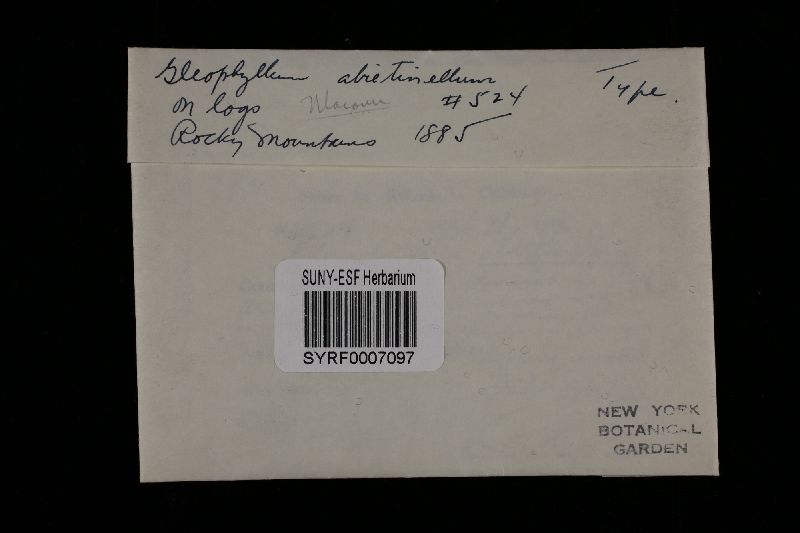 Gleophyllum abietinellum Type.
on logs Macoun #524
Rocky Mountains 1885
SUNY-ESF Herbarium
SYRF0007097
NEW YORK
BOTANICAL
GARDEN